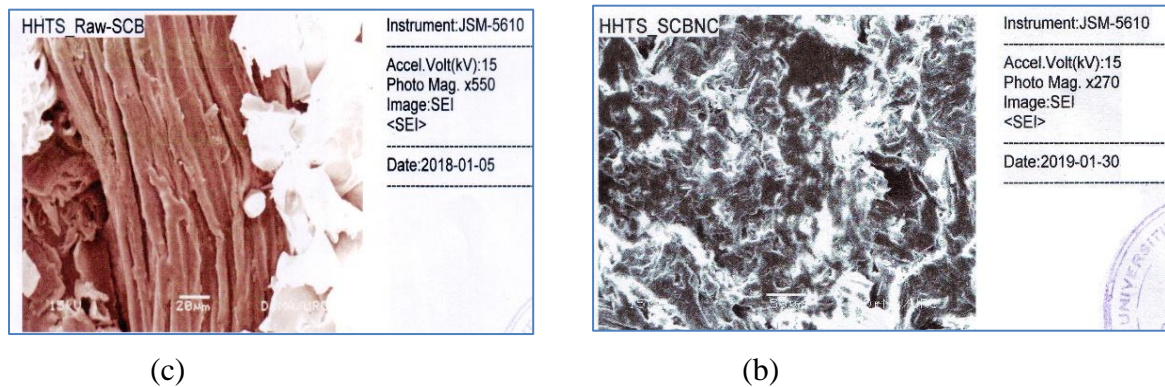 HHTS_Raw-SCB
Instrument:JSM-5610
Accel.Volt(kV):15
Photo Mag. x550
Image:SEI
<SEI>
Date:2018-01-05
15kV
20µm
HHTS_SCBNC
Instrument:JSM-5610
Accel.Volt(kV):15
Photo Mag. x270
Image:SEI
<SEI>
Date:2019-01-30
UNIVERSITI
(c)
(b)